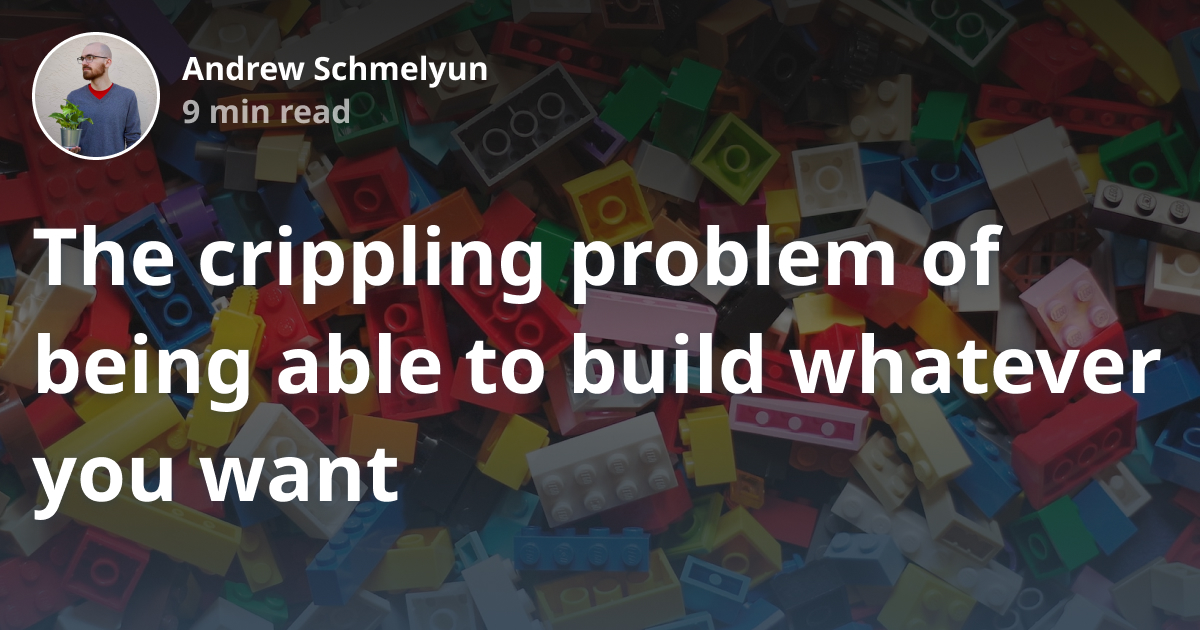 Andrew Schmelyun
9 min read
The crippling problem of
being able to build whatever
you want